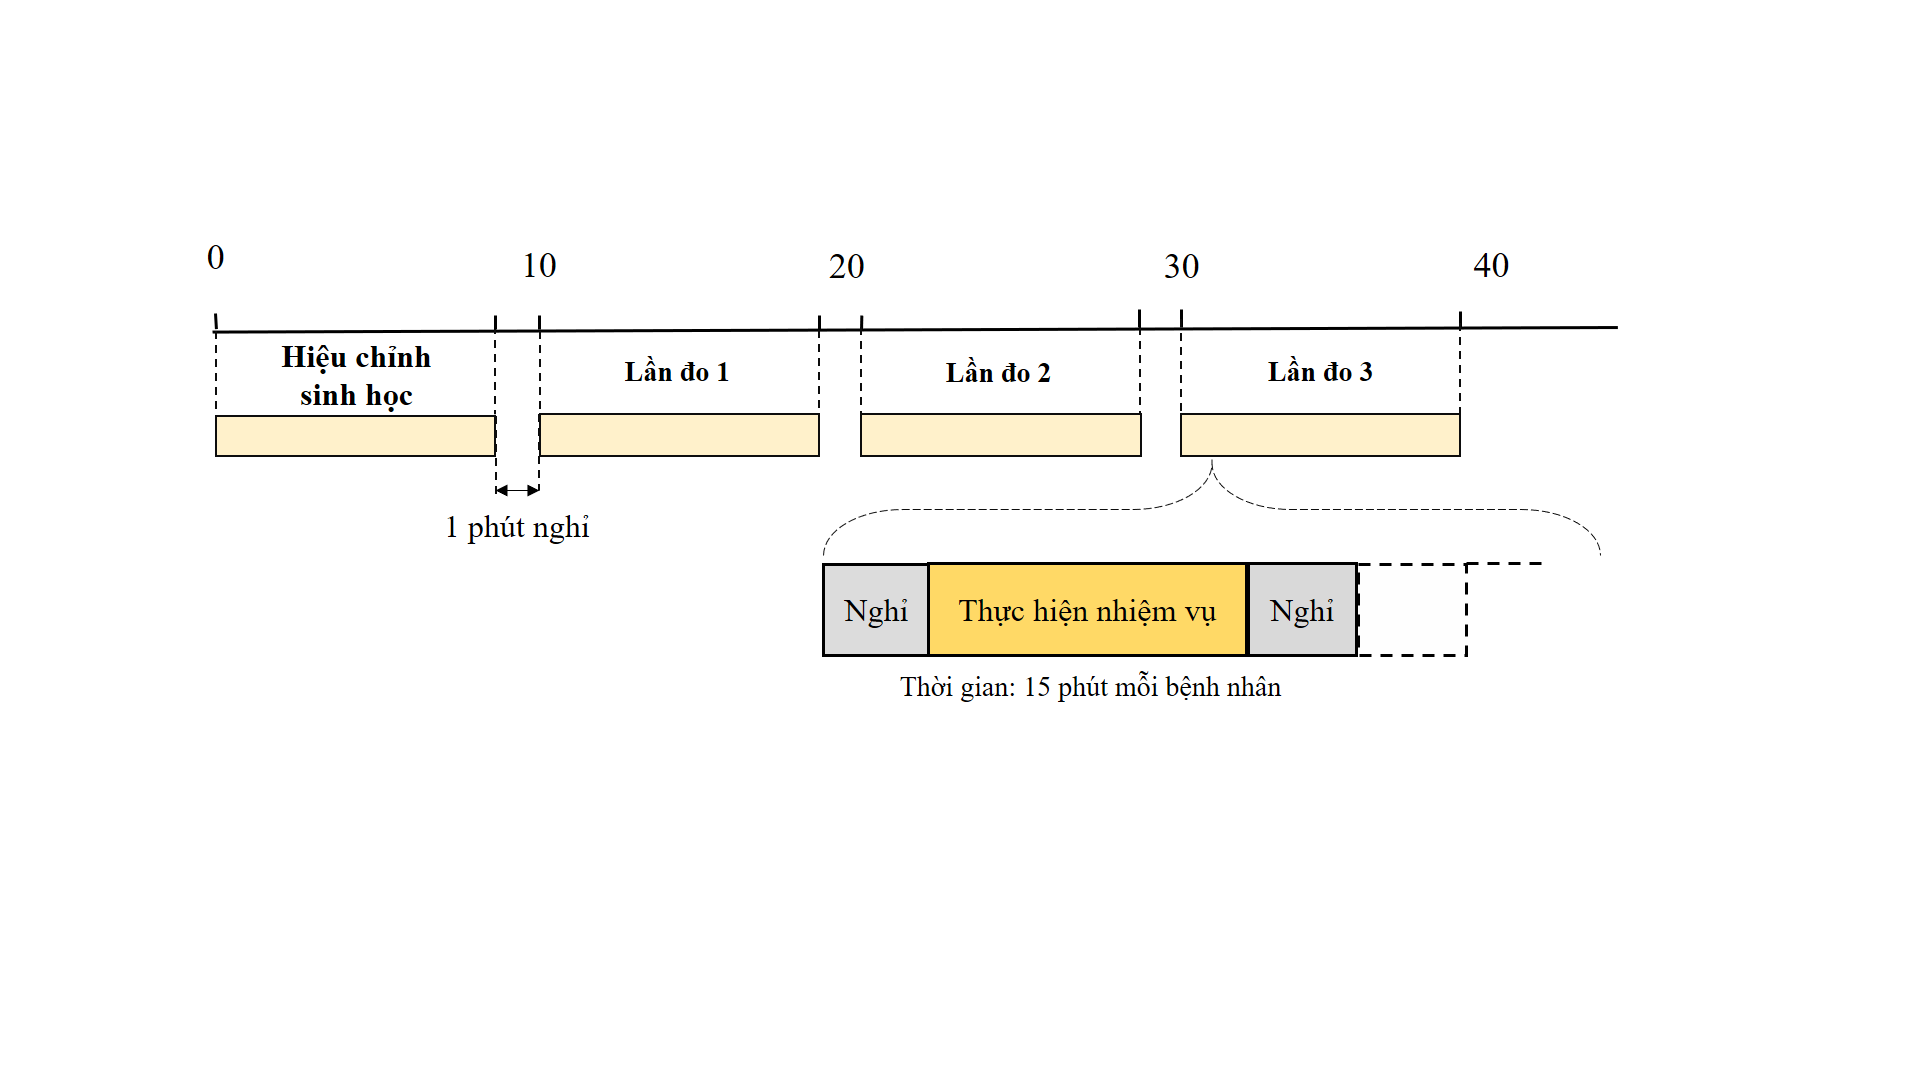 0
10
20
30
40
Hiệu chỉnh
sinh học
Lần đo 1
Lần đo 2
Lần đo 3
1 phút nghỉ
Nghỉ
Thực hiện nhiệm vụ
Nghỉ
Thời gian: 15 phút mỗi bệnh nhân